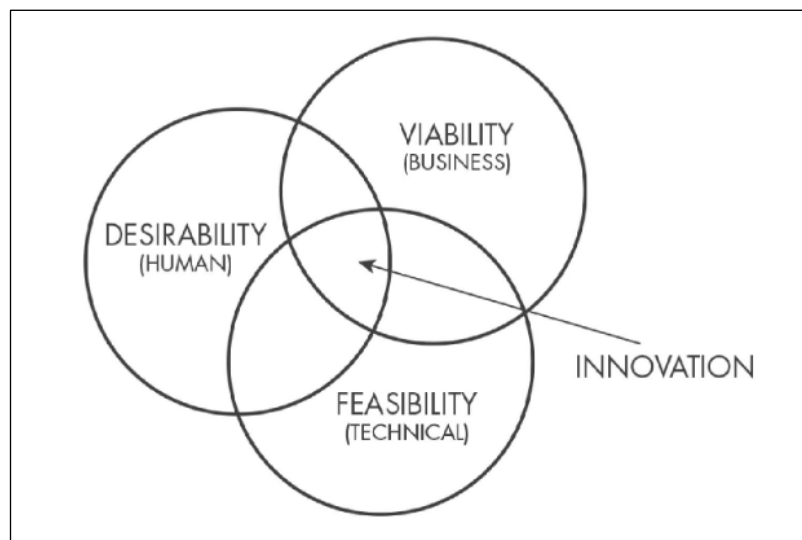 VIABILITY
(BUSINESS)
DESIRABILITY
(HUMAN)
INNOVATION
FEASIBILITY
(TECHNICAL)